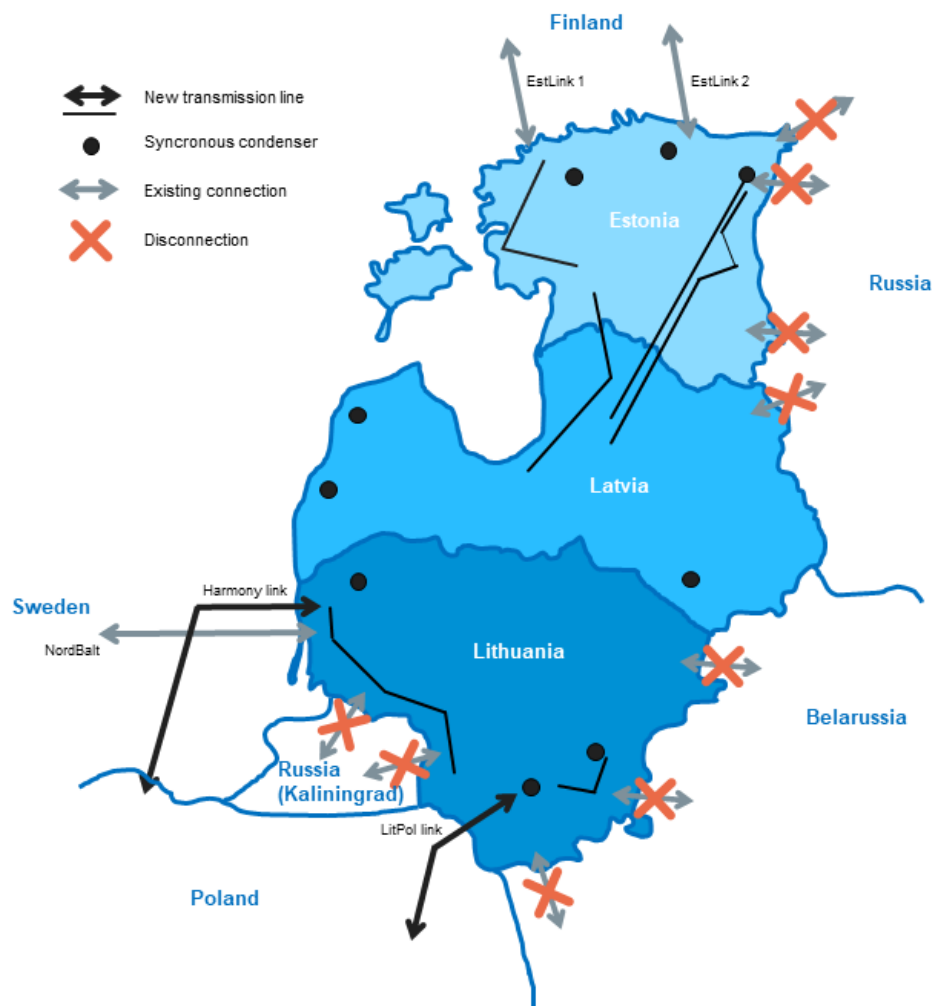 Finland
EstLink 1
EstLink 2
New transmission line
Syncronous condenser
Existing connection
Disconnection
Estonia
Russia
Latvia
Harmony link
Sweden
NordBalt
Lithuania
Belarussia
Russia
(Kaliningrad)
LitPol link
Poland